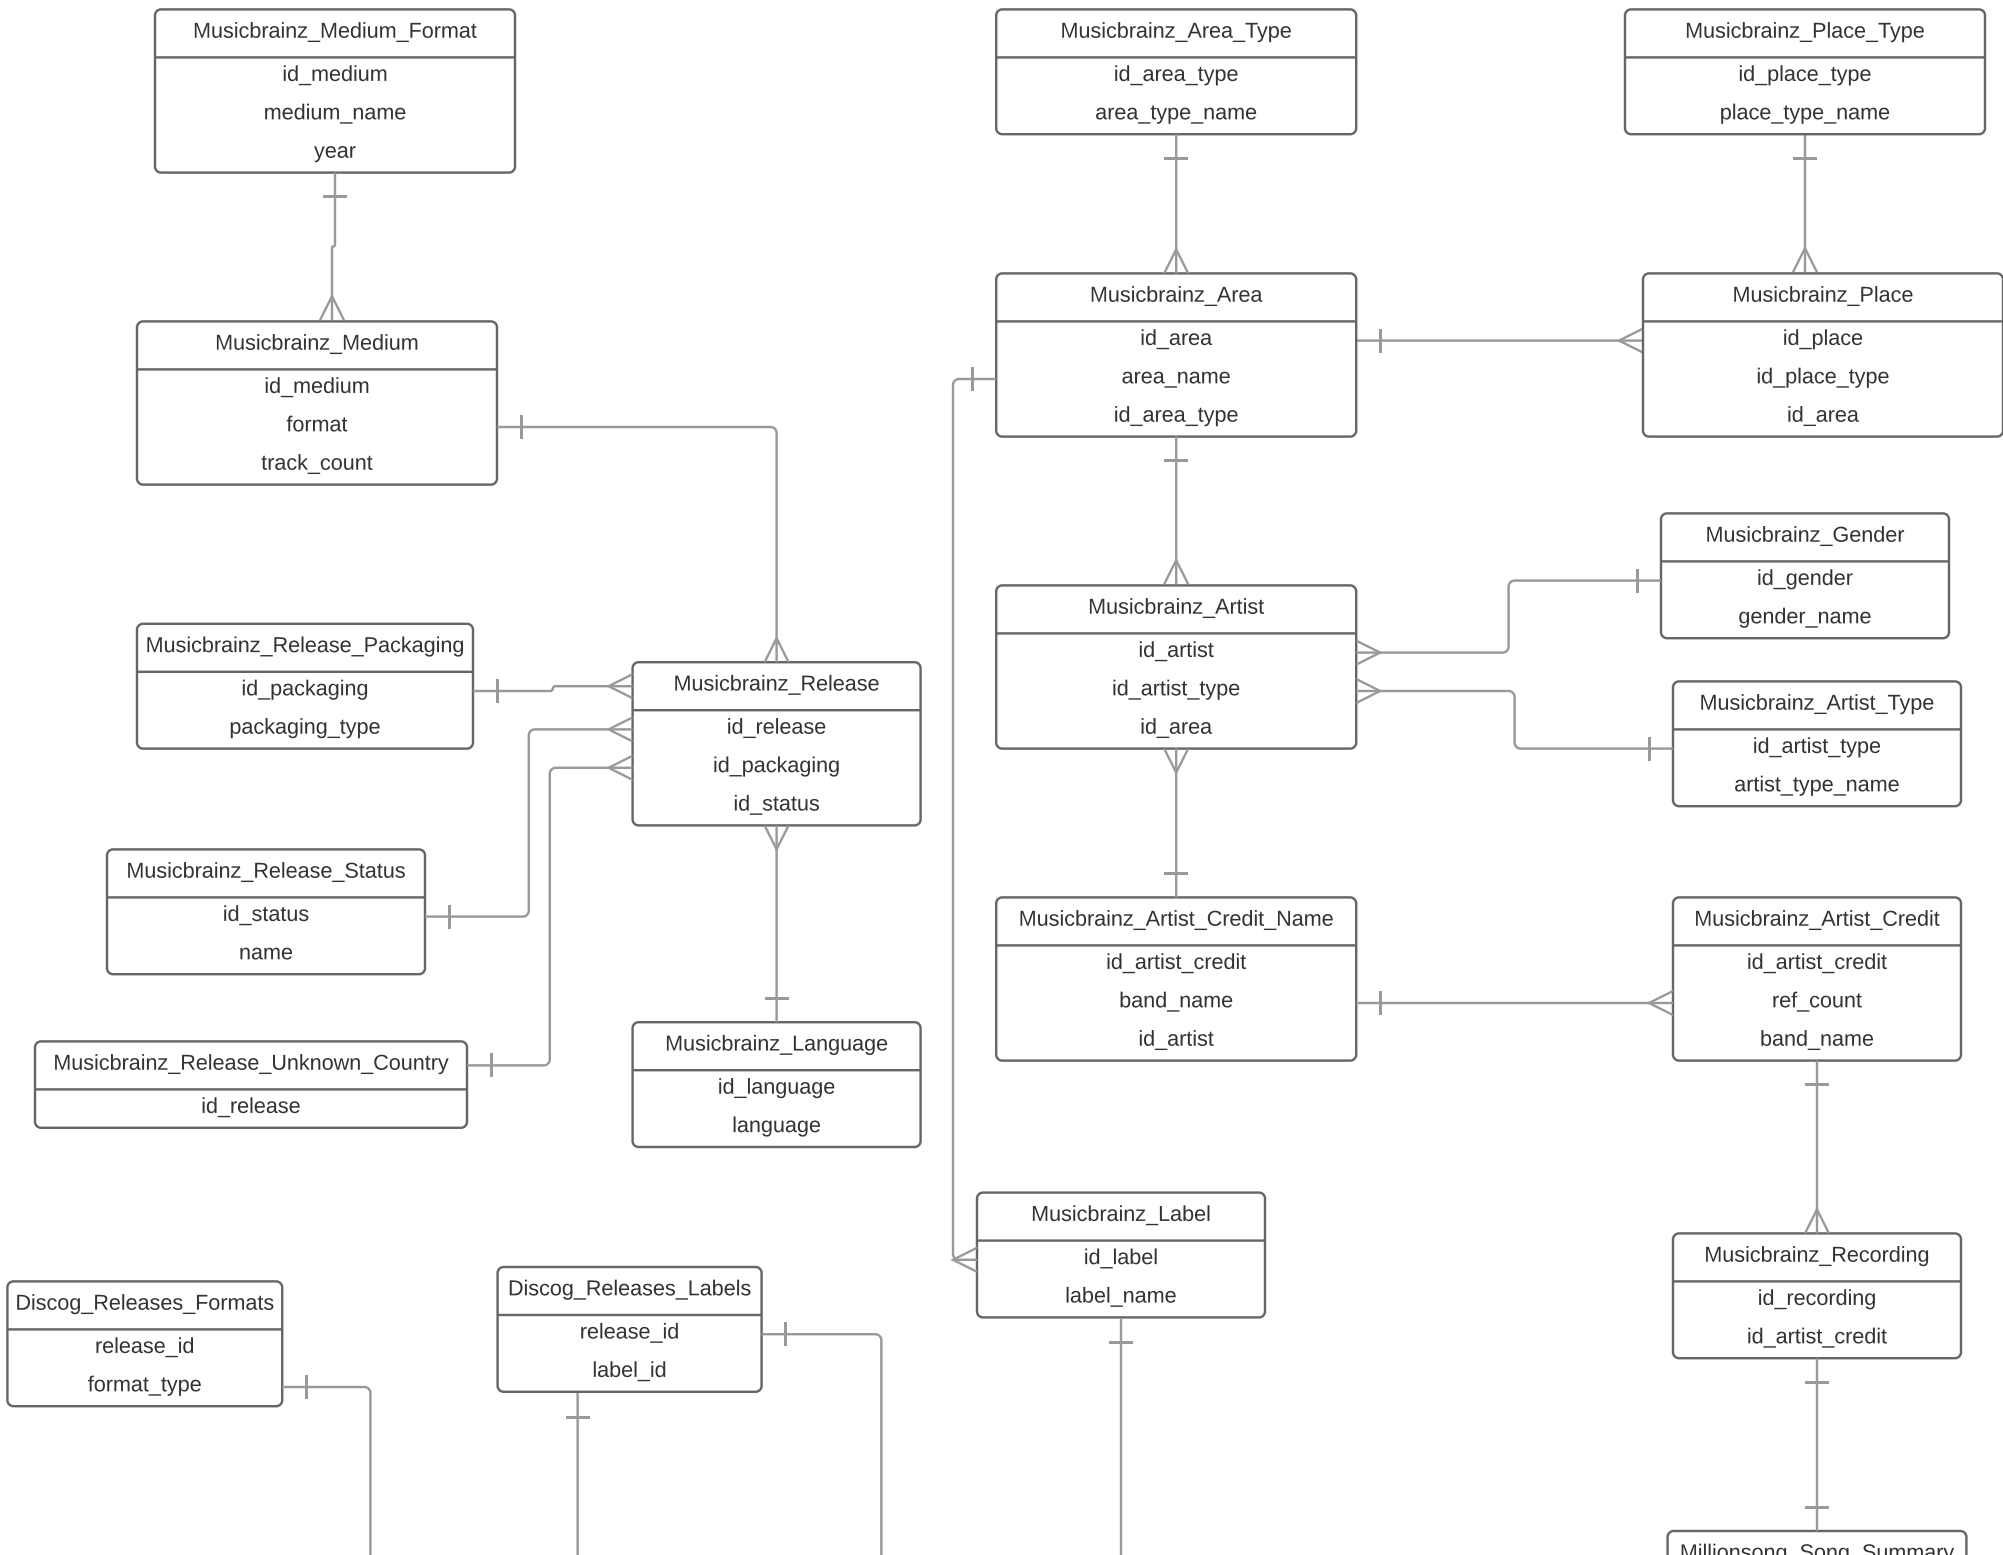 Musicbrainz_Medium_Format
id_medium
medium_name
year
Musicbrainz_Area_Type
id_area_type
area_type_name
Musicbrainz_Place_Type
id_place_type
place_type_name
Musicbrainz_Medium
id_medium
format
track_count
Musicbrainz_Area
id_area
area_name
id_area_type
Musicbrainz_Place
id_place
id_place_type
id_area
Musicbrainz_Gender
id_gender
gender_name
Musicbrainz_Artist
id_artist
id_artist_type
id_area
Musicbrainz_Release_Packaging
id_packaging
packaging_type
Musicbrainz_Release
id_release
id_packaging
id_status
Musicbrainz_Artist_Type
id_artist_type
artist_type_name
Musicbrainz_Release_Status
id_status
name
Musicbrainz_Artist_Credit_Name
id_artist_credit
band_name
id_artist
Musicbrainz_Artist_Credit
id_artist_credit
ref_count
band_name
Musicbrainz_Release_Unknown_Country
id_release
Musicbrainz_Language
id_language
language
Musicbrainz_Label
id_label
label_name
Musicbrainz_Recording
id_recording
id_artist_credit
Discog_Releases_Formats
release_id
format_type
Discog_Releases_Labels
release_id
label_id
Millionsong_Song_Summary